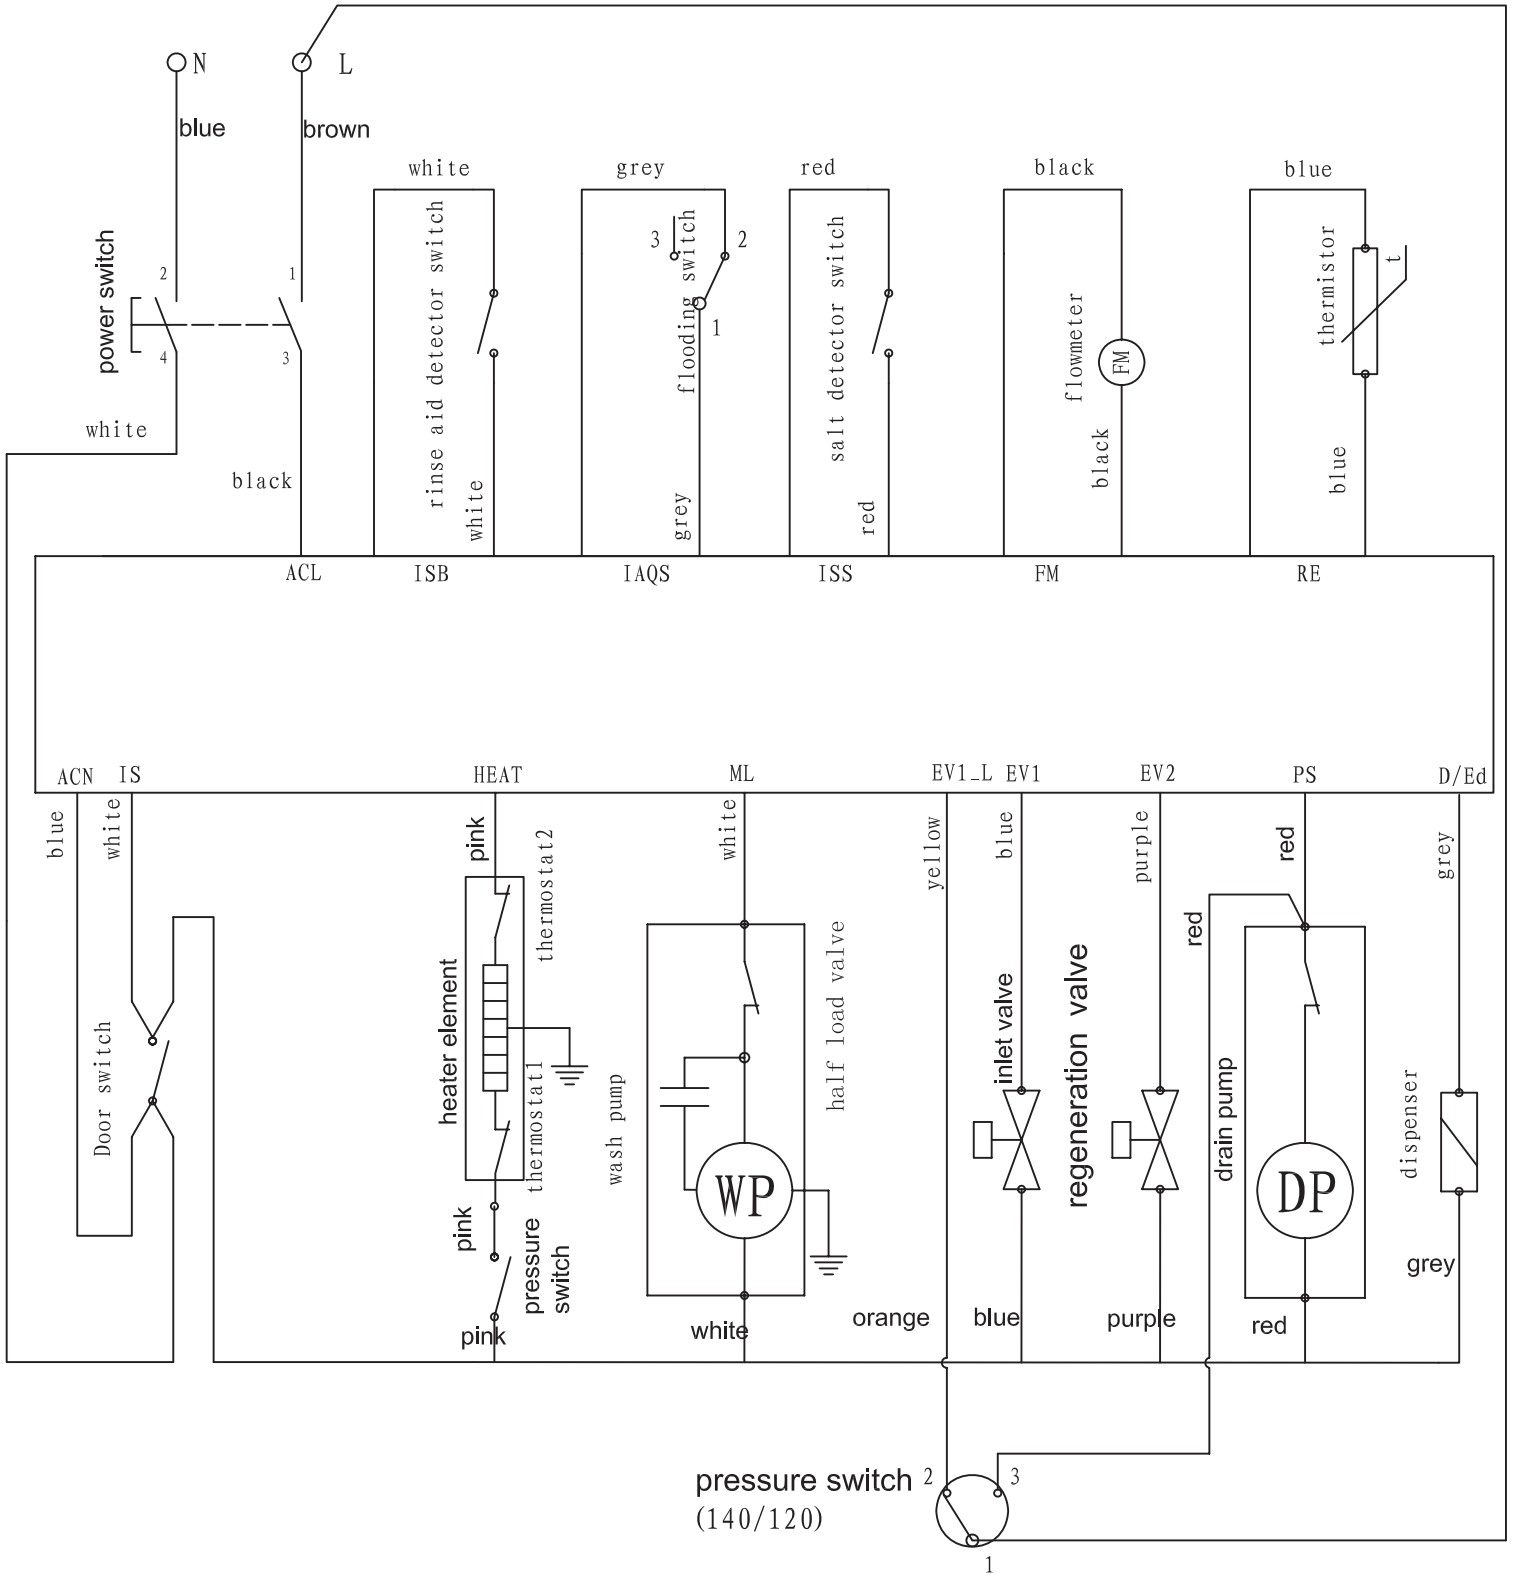 N
L
blue
brown
white
grey
red
black
blue
power switch
2
4
1
3
rinse aid detector switch
3
2
1
flooding switch
salt detector switch
flowmeter
FM
thermistor
t
white
black
white
grey
red
black
blue
ACL
ISB
IAQS
ISS
FM
RE
ACN
IS
HEAT
ML
EV1_L
EV1
EV2
PS
D/Ed
blue
white
pink
white
yellow
blue
purple
red
grey
Door switch
heater element
thermostat2
thermostat1
pink
pressure
switch
pink
wash pump
half load valve
WP
white
orange
inlet valve
blue
regeneration valve
purple
red
drain pump
DP
red
dispenser
grey
pressure switch
(140/120)
2
3
1